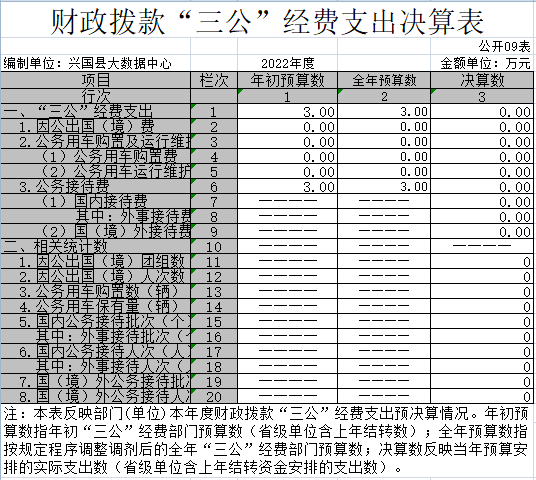 财政拨款“三公”经费支出决算表
公开09表
编制单位：兴国县大数据中心 2022年度 金额单位：万元
项目 栏次 年初预算数 全年预算数 决算数
行次 1 2 3
一、“三公”经费支出 1 3.00 3.00 0.00
1.因公出国（境）费 2 0.00 0.00 0.00
2.公务用车购置及运行维护 3 0.00 0.00 0.00
（1）公务用车购置费 4 0.00 0.00 0.00
（2）公务用车运行维护 5 0.00 0.00 0.00
3.公务接待费 6 3.00 3.00 0.00
（1）国内接待费 7 ———— ———— 0.00
其中：外事接待费 8 ———— ———— 0.00
（2）国（境）外接待费 9 ———— ———— 0.00
二、相关统计数 10 ———— ———— ————
1.因公出国（境）团组数 11 ———— ———— 0
2.因公出国（境）人次数 12 ———— ———— 0
3.公务用车购置数（辆） 13 ———— ———— 0
4.公务用车保有量（辆） 14 ———— ———— 0
5.国内公务接待批次（个 15 ———— ———— 0
其中：外事接待批次（ 16 ———— ———— 0
6.国内公务接待人次（人 17 ———— ———— 0
其中：外事接待人次（ 18 ———— ———— 0
7.国（境）外公务接待批 19 ———— ———— 0
8.国（境）外公务接待人 20 ———— ———— 0
注：本表反映部门(单位)本年度财政拨款“三公”经费支出预决算情况。年初预
算数指年初“三公”经费部门预算数（省级单位含上年结转数）；全年预算数指
按规定程序调整调剂后的全年“三公”经费部门预算数；决算数反映当年预算安
排的实际支出数（省级单位含上年结转资金安排的支出数）。